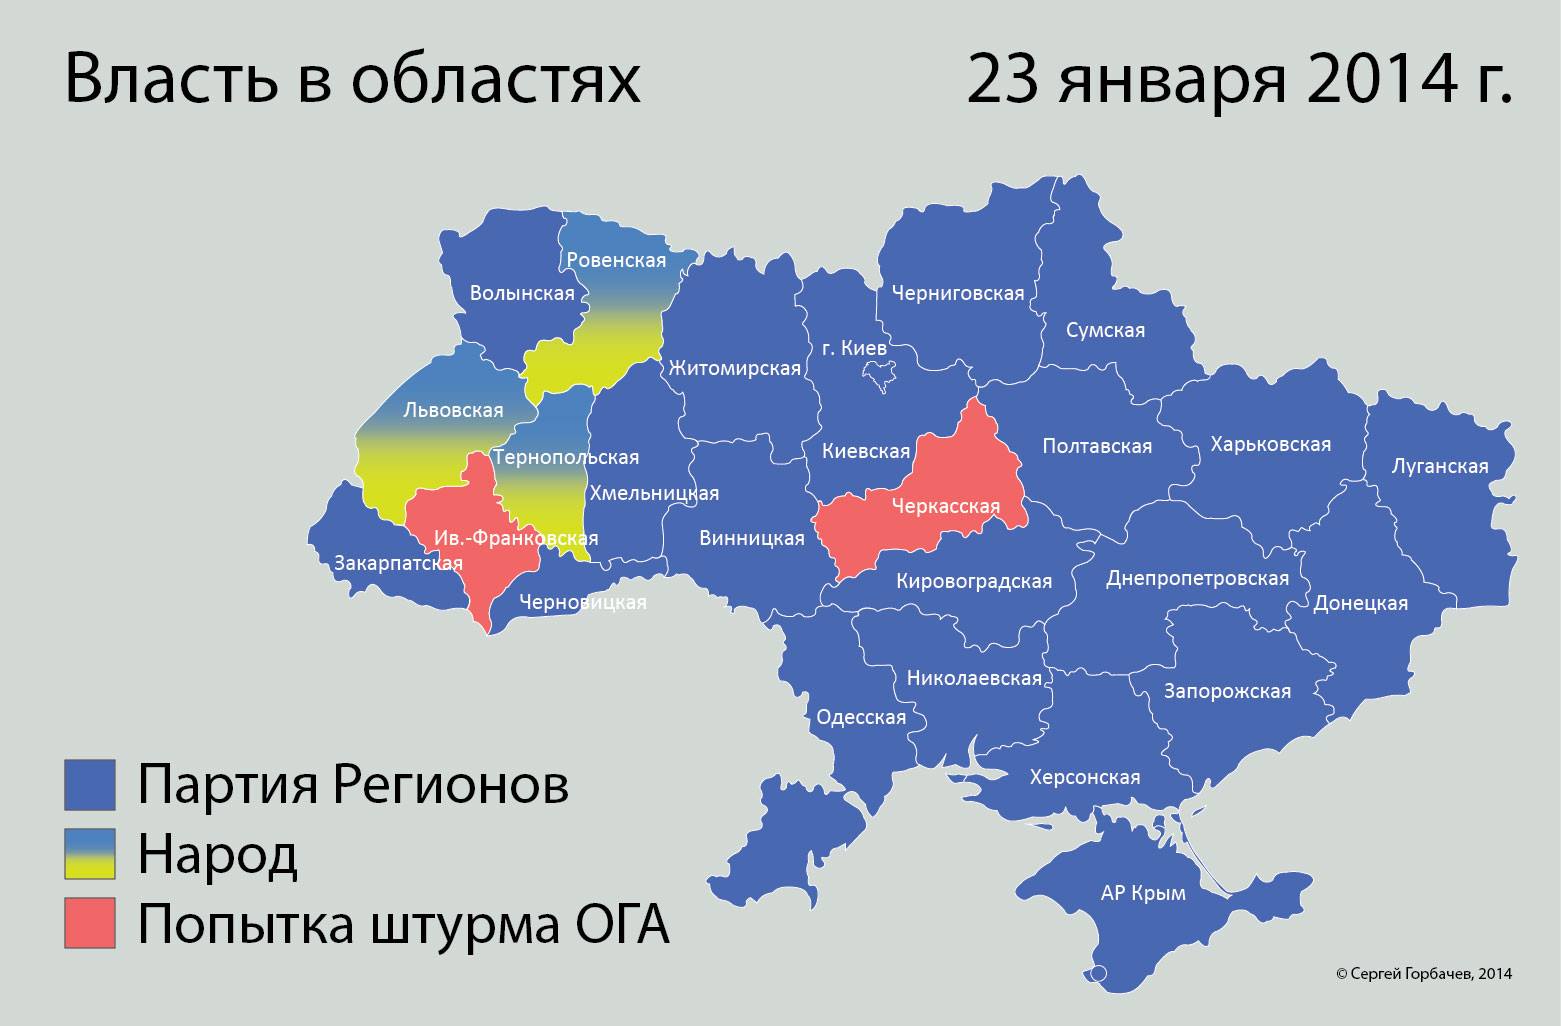 Власть в областях
23 января 2014 г.
Ровенская
Волынская
Черниговская
Сумская
г. Киев
Житомирская
Львовская
Харьковская
Полтавская
Киевская
Тернопольская
Луганская
Хмельницкая
Черкасская
Ив.-Франковская
Винницкая
Закарпатская
Днепропетровская
Кировоградская
Черновицкая
Донецкая
Николаевская
Запорожская
Одесская
Херсонская
АР Крым
Партия Регионов
Народ
Попытка штурма ОГА
© Сергей Горбачев, 2014